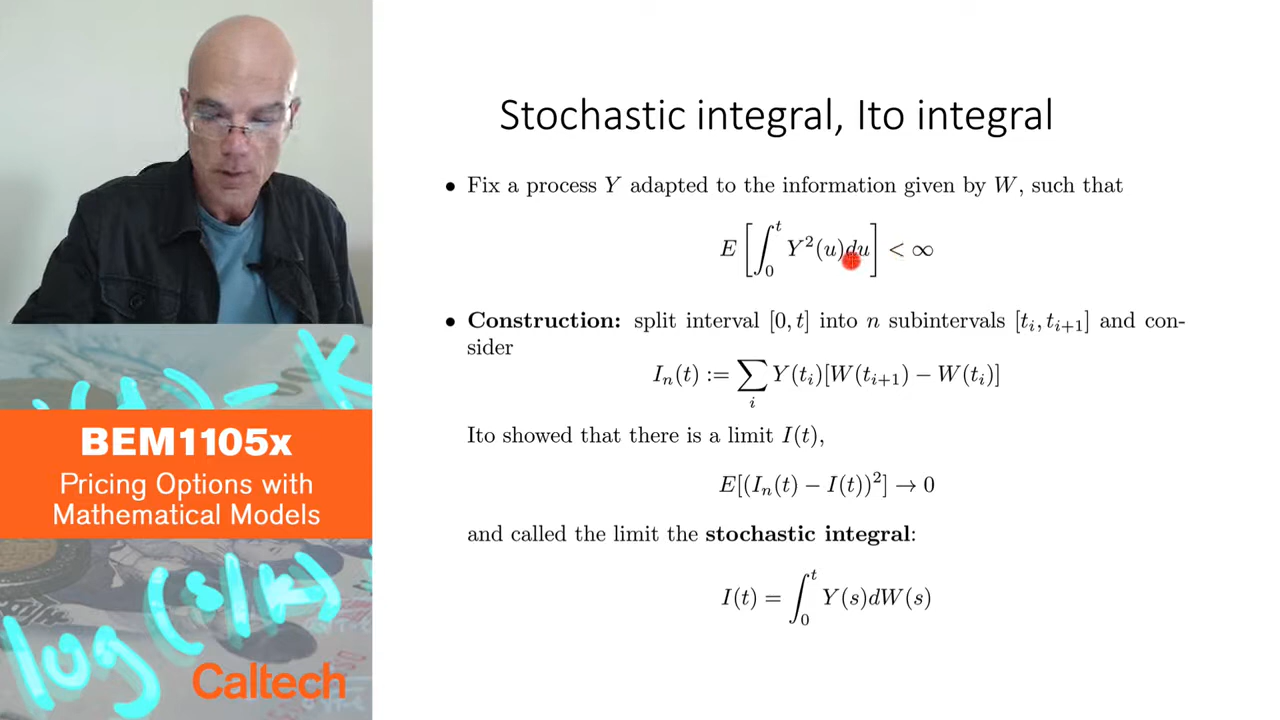 Stochastic integral, Ito integral
• Fix a process Y adapted to the information given by W, such that
E[∫₀ᵗ Y²(u)du] < ∞
• Construction: split interval [0, t] into n subintervals [tᵢ, tᵢ₊₁] and con-
sider
Iₙ(t) := ∑ᵢ Y(tᵢ)[W(tᵢ₊₁) − W(tᵢ)]
Ito showed that there is a limit I(t),
E[(Iₙ(t) − I(t))²] → 0
and called the limit the stochastic integral:
I(t) = ∫₀ᵗ Y(s)dW(s)
BEM1105x
Pricing Options with
Mathematical Models
log (s/k)
Caltech